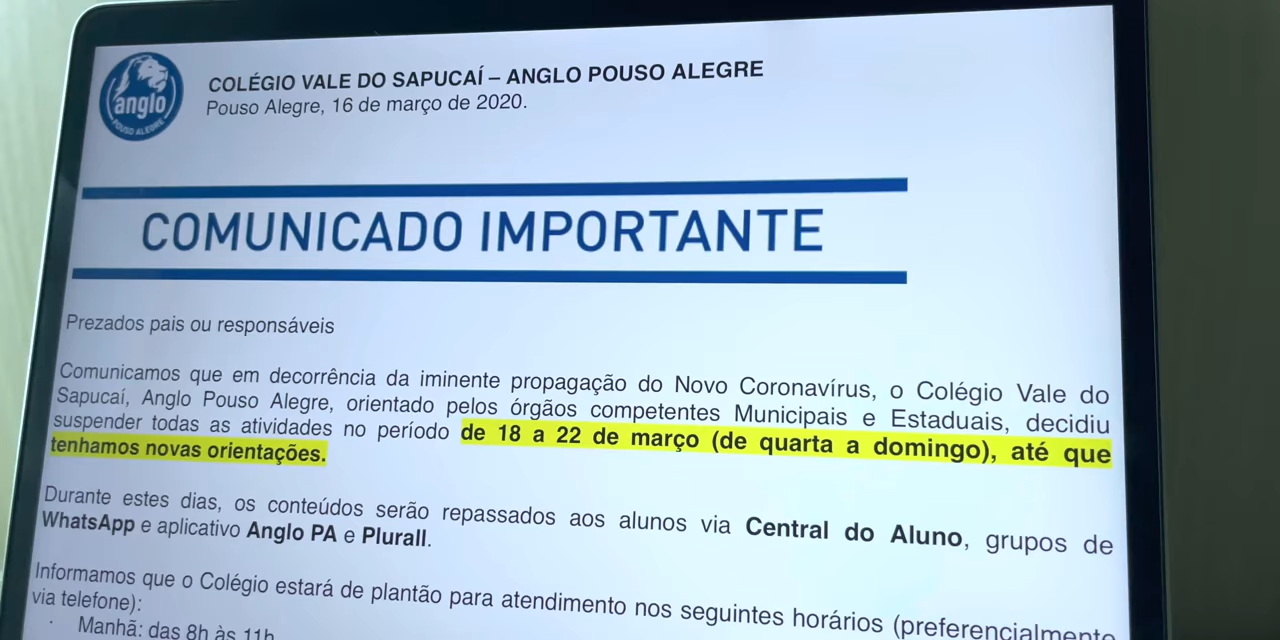 anglo
POUSO ALEGRE
COLÉGIO VALE DO SAPUCAÍ – ANGLO POUSO ALEGRE
Pouso Alegre, 16 de março de 2020.
COMUNICADO IMPORTANTE
Prezados pais ou responsáveis
Comunicamos que em decorrência da iminente propagação do Novo Coronavírus, o Colégio Vale do
Sapucaí, Anglo Pouso Alegre, orientado pelos órgãos competentes Municipais e Estaduais, decidiu
suspender todas as atividades no período de 18 a 22 de março (de quarta a domingo), até que
tenhamos novas orientações.
Durante estes dias, os conteúdos serão repassados aos alunos via Central do Aluno, grupos de
WhatsApp e aplicativo Anglo PA e Plurall.
Informamos que o Colégio estará de plantão para atendimento nos seguintes horários (preferencialmente
via telefone):
· Manhã: das 8h às 11h